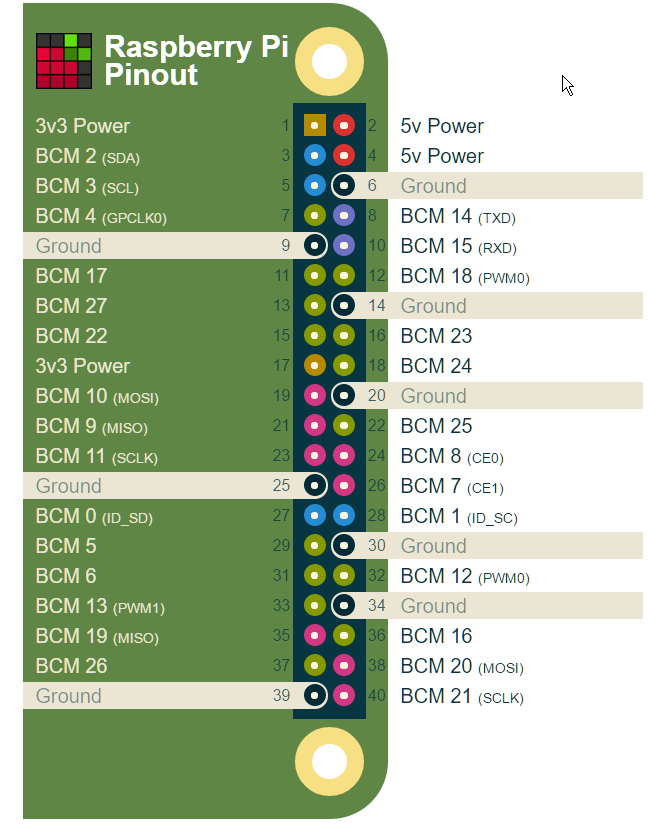 Raspberry Pi
Pinout
3v3 Power 1 2 5v Power
BCM 2 (SDA) 3 4 5v Power
BCM 3 (SCL) 5 6 Ground
BCM 4 (GPCLK0) 7 8 BCM 14 (TXD)
Ground 9 10 BCM 15 (RXD)
BCM 17 11 12 BCM 18 (PWM0)
BCM 27 13 14 Ground
BCM 22 15 16 BCM 23
3v3 Power 17 18 BCM 24
BCM 10 (MOSI) 19 20 Ground
BCM 9 (MISO) 21 22 BCM 25
BCM 11 (SCLK) 23 24 BCM 8 (CE0)
Ground 25 26 BCM 7 (CE1)
BCM 0 (ID_SD) 27 28 BCM 1 (ID_SC)
BCM 5 29 30 Ground
BCM 6 31 32 BCM 12 (PWM0)
BCM 13 (PWM1) 33 34 Ground
BCM 19 (MISO) 35 36 BCM 16
BCM 26 37 38 BCM 20 (MOSI)
Ground 39 40 BCM 21 (SCLK)